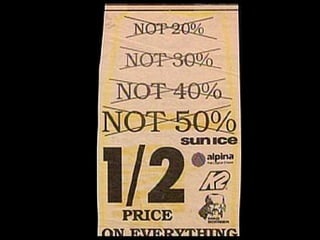 NOT 20%
NOT 30%
NOT 40%
NOT 50%
sun ice
1/2
alpina
K2
PRICE
ON EVERYTHING